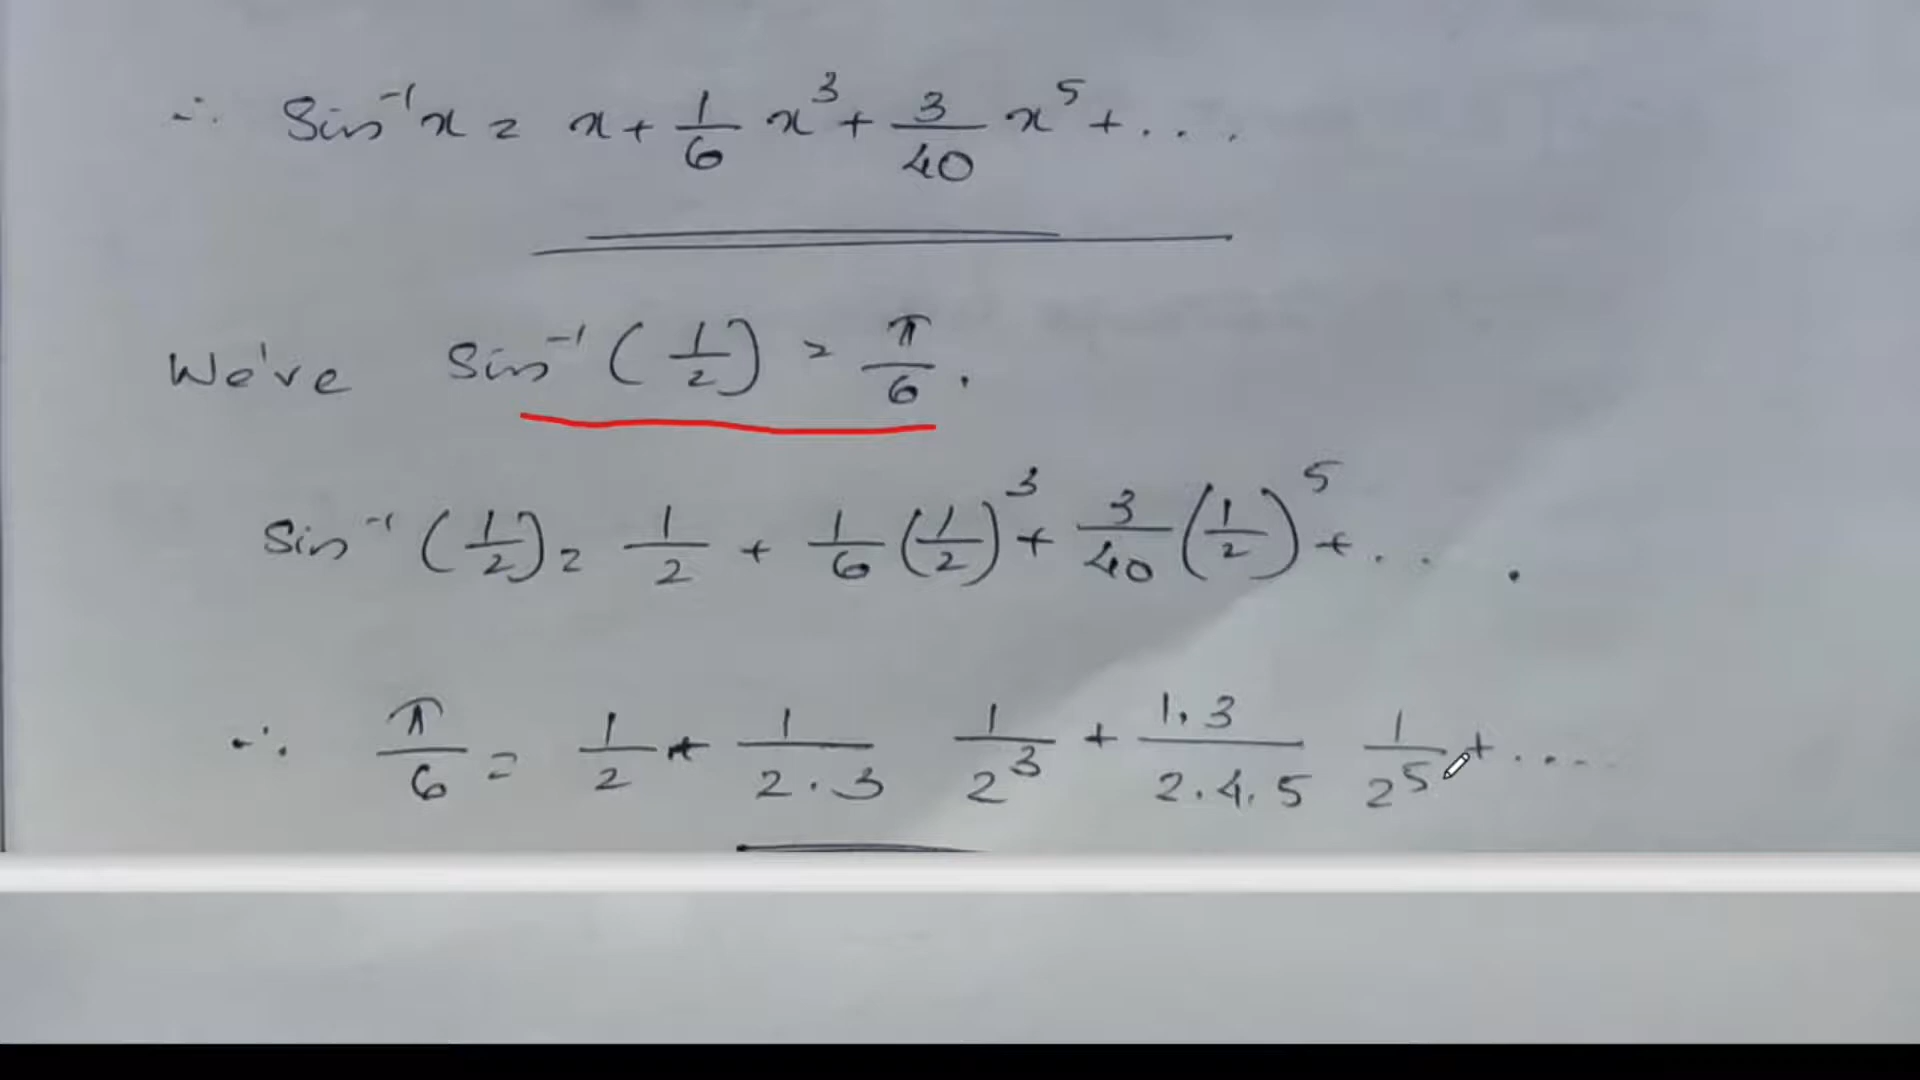 ∴ Sin⁻¹x = x + 1/6 x³ + 3/40 x⁵ + ....
We've Sin⁻¹(1/2) = π/6.
Sin⁻¹(1/2) = 1/2 + 1/6 (1/2)³ + 3/40 (1/2)⁵ + ... .
∴ π/6 = 1/2 + 1/2.3 1/2³ + 1.3/2.4.5 1/2⁵ + .....